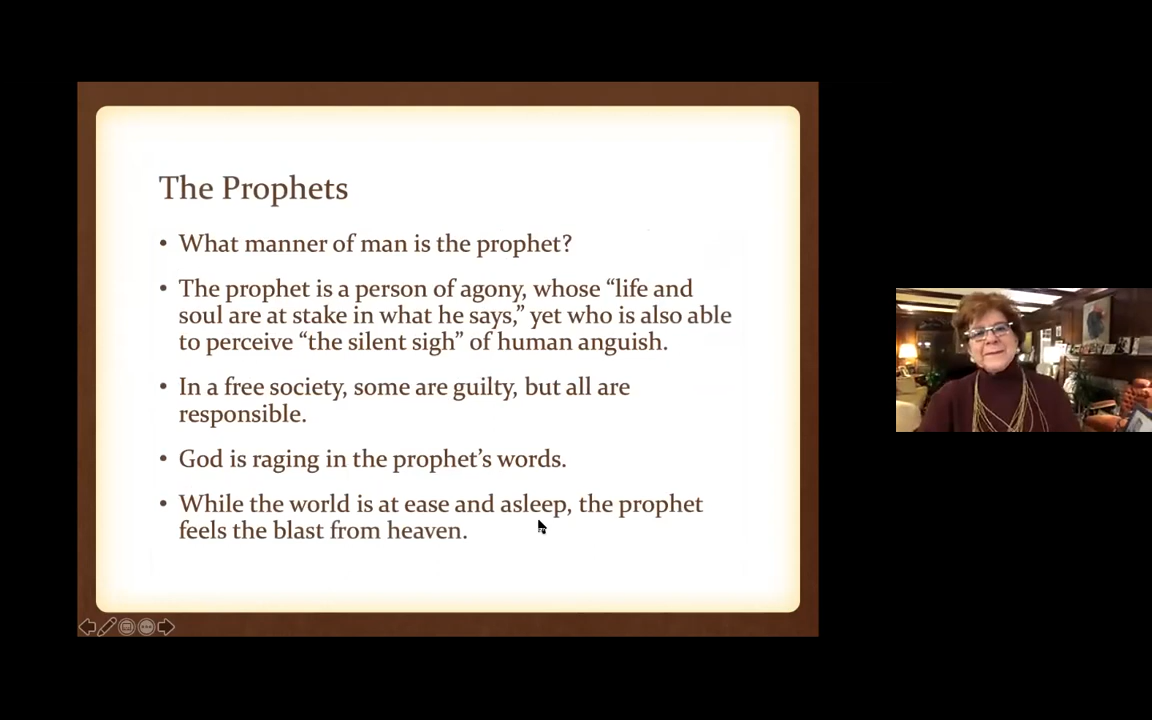 The Prophets
• What manner of man is the prophet?
• The prophet is a person of agony, whose “life and
soul are at stake in what he says,” yet who is also able
to perceive “the silent sigh” of human anguish.
• In a free society, some are guilty, but all are
responsible.
• God is raging in the prophet’s words.
• While the world is at ease and asleep, the prophet
feels the blast from heaven.